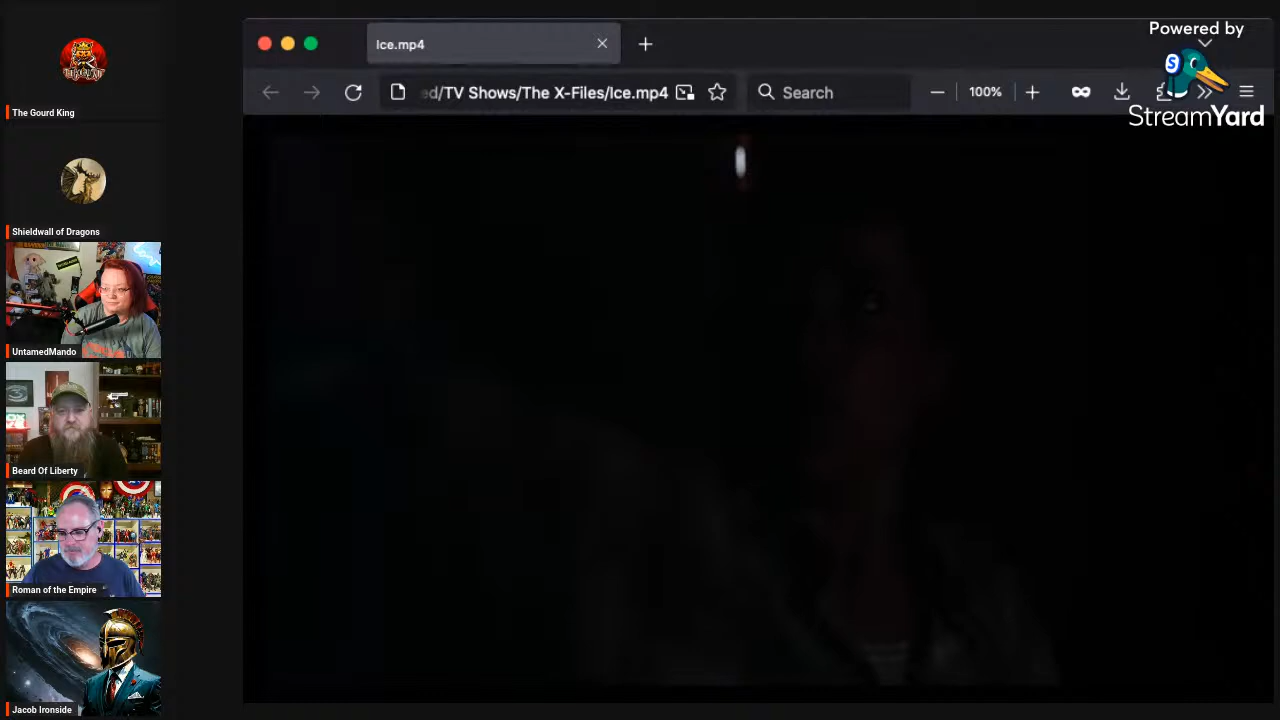 Ice.mp4
Powered by
ed/TV Shows/The X-Files/Ice.mp4
Search
100%
S
StreamYard
The Gourd King
Shieldwall of Dragons
UntamedMando
Beard Of Liberty
Roman of the Empire
Jacob Ironside